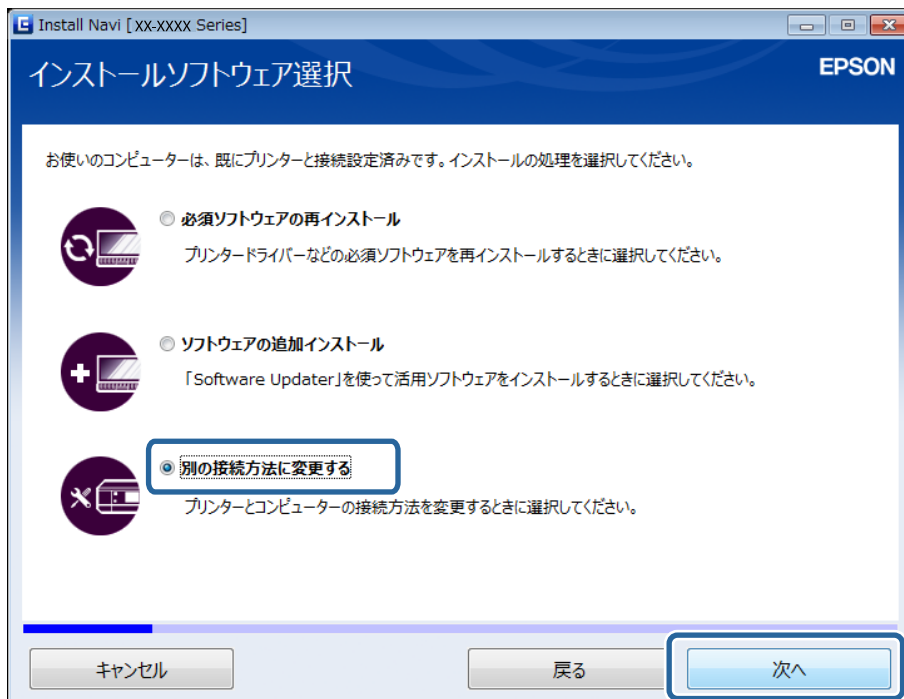 Install Navi [XX-XXXX Series]
インストールソフトウェア選択
EPSON
お使いのコンピューターは、既にプリンターと接続設定済みです。インストールの処理を選択してください。
必須ソフトウェアの再インストール
プリンタードライバーなどの必須ソフトウェアを再インストールするときに選択してください。
ソフトウェアの追加インストール
「Software Updater」を使って活用ソフトウェアをインストールするときに選択してください。
別の接続方法に変更する
プリンターとコンピューターの接続方法を変更するときに選択してください。
キャンセル
戻る
次へ